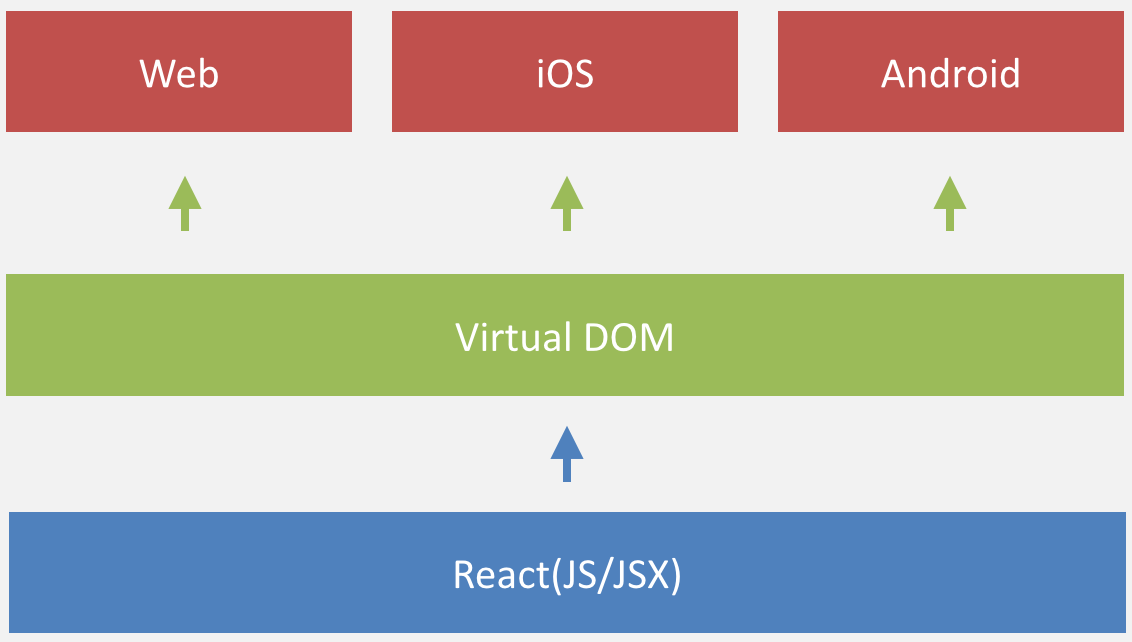 Web
iOS
Android
Virtual DOM
React(JS/JSX)